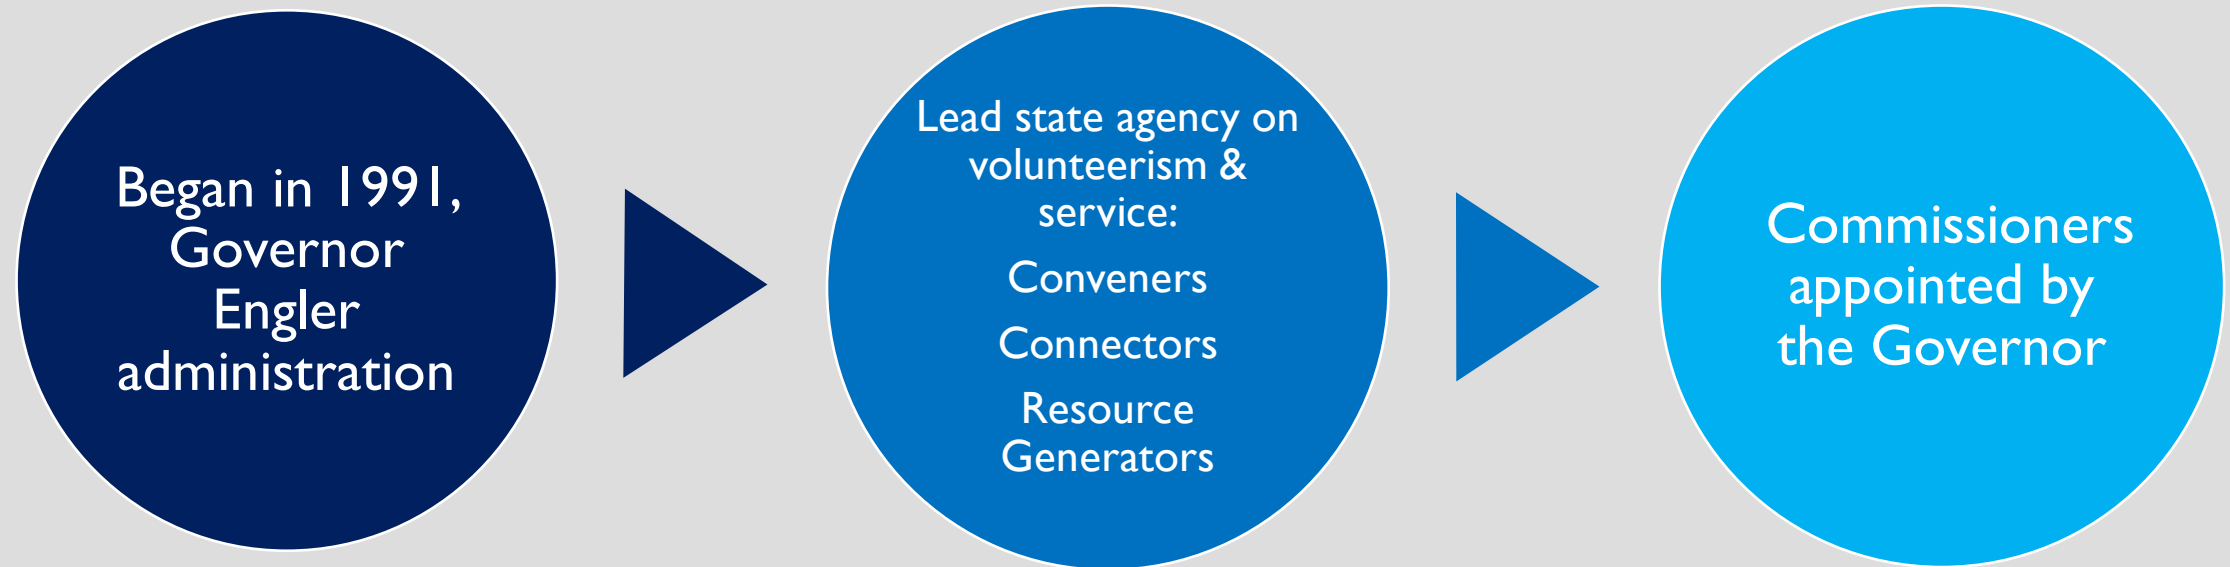 Began in 1991,
Governor
Engler
administration
Lead state agency on
volunteerism &
service:
Conveners
Connectors
Resource
Generators
Commissioners
appointed by
the Governor